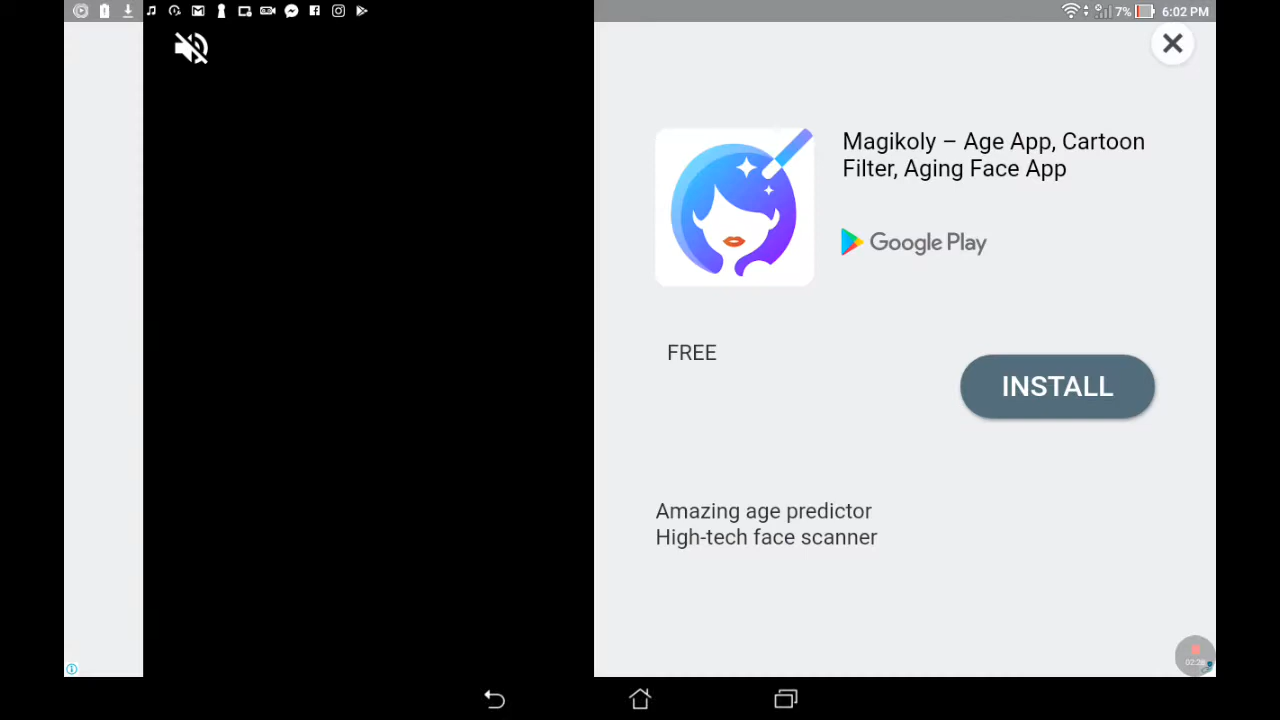 7% 6:02 PM
Magikoly – Age App, Cartoon
Filter, Aging Face App
Google Play
FREE
INSTALL
Amazing age predictor
High-tech face scanner